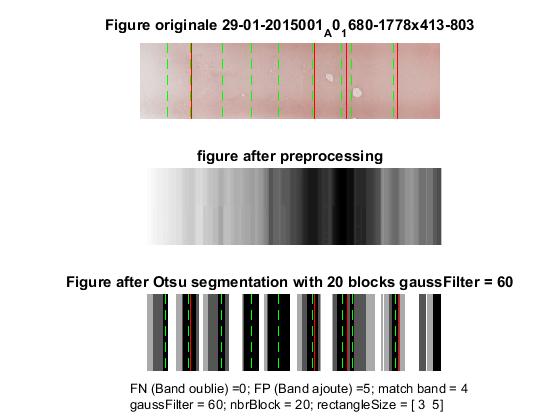 Figure originale 29-01-2015001A01680-1778x413-803
figure after preprocessing
Figure after Otsu segmentation with 20 blocks gaussFilter = 60
FN (Band oublie) =0; FP (Band ajoute) =5; match band = 4
gaussFilter = 60; nbrBlock = 20; rectangleSize = [ 3  5]